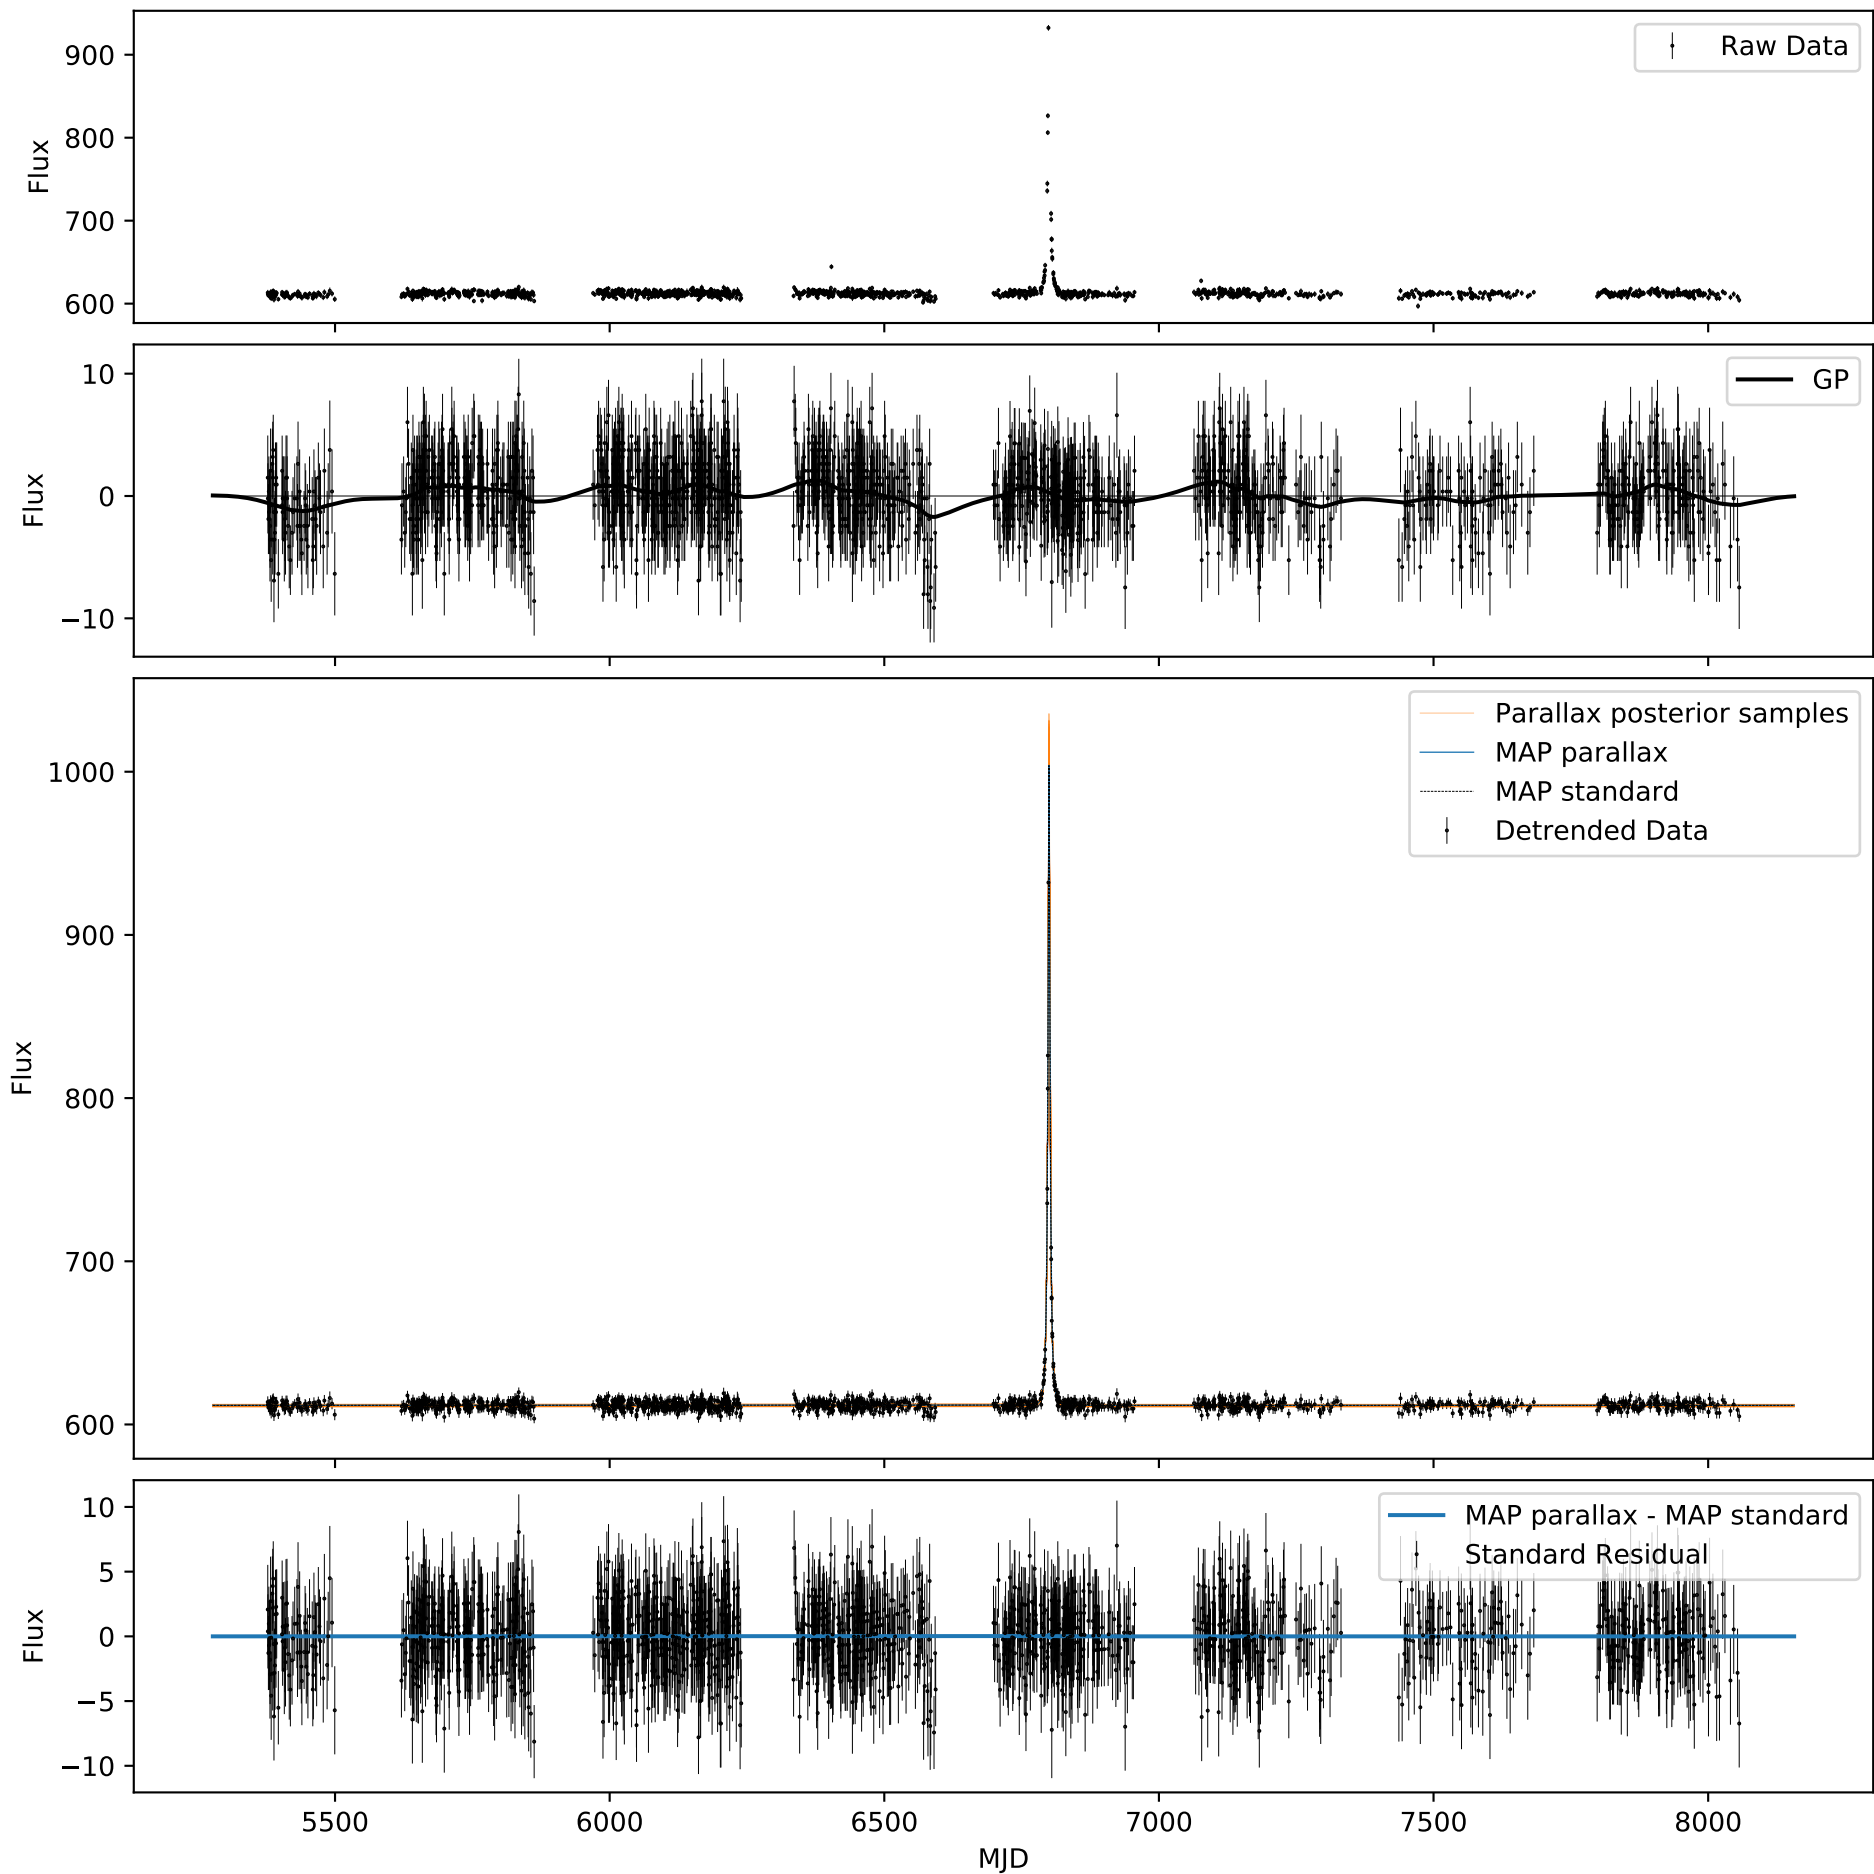 900
800
700
600
Flux
Raw Data
10
0
−10
Flux
GP
1000
900
800
700
600
Flux
Parallax posterior samples
MAP parallax
MAP standard
Detrended Data
10
5
0
−5
−10
Flux
MAP parallax - MAP standard
Standard Residual
5500 6000 6500 7000 7500 8000
MJD